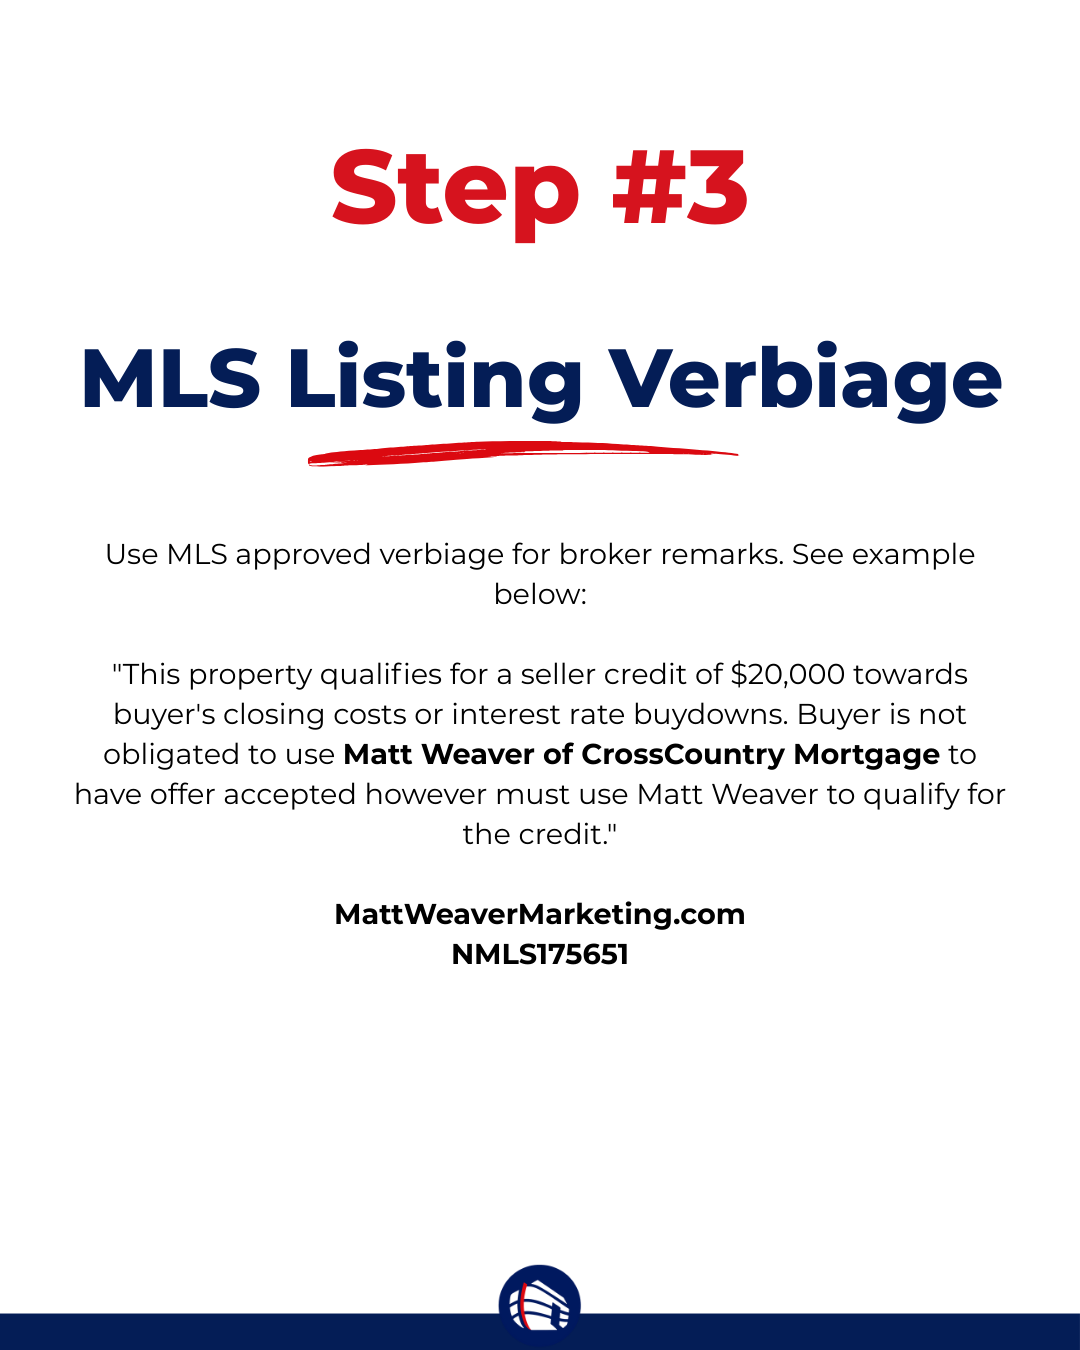 Step #3
MLS Listing Verbiage
Use MLS approved verbiage for broker remarks. See example
below:
"This property qualifies for a seller credit of $20,000 towards
buyer's closing costs or interest rate buydowns. Buyer is not
obligated to use Matt Weaver of CrossCountry Mortgage to
have offer accepted however must use Matt Weaver to qualify for
the credit."
MattWeaverMarketing.com
NMLS175651